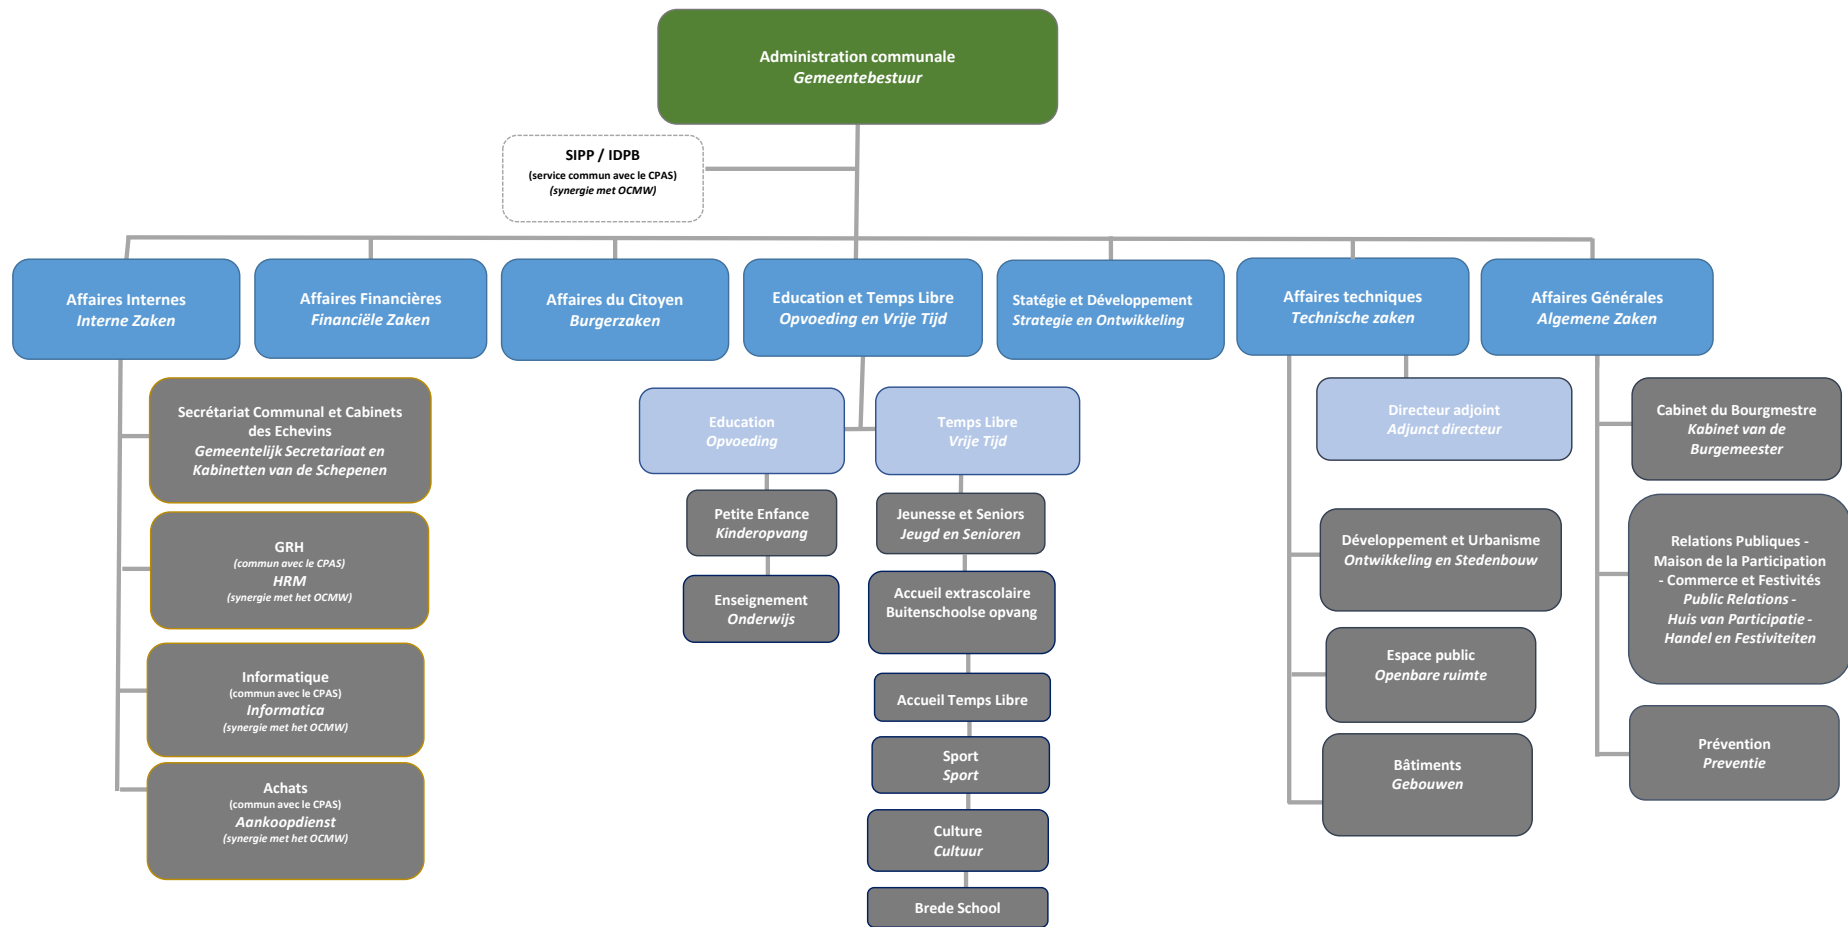 Administration communale
Gemeentebestuur
SIPP / IDPB
(service commun avec le CPAS)
(synergie met OCMW)
Affaires Internes
Interne Zaken
Affaires Financières
Financiële Zaken
Affaires du Citoyen
Burgerzaken
Education et Temps Libre
Opvoeding en Vrije Tijd
Statégie et Développement
Strategie en Ontwikkeling
Affaires techniques
Technische zaken
Affaires Générales
Algemene Zaken
Secrétariat Communal et Cabinets
des Echevins
Gemeentelijk Secretariaat en
Kabinetten van de Schepenen
GRH
(commun avec le CPAS)
HRM
(synergie met het OCMW)
Informatique
(commun avec le CPAS)
Informatica
(synergie met het OCMW)
Achats
(commun avec le CPAS)
Aankoopdienst
(synergie met het OCMW)
Education
Opvoeding
Petite Enfance
Kinderopvang
Enseignement
Onderwijs
Temps Libre
Vrije Tijd
Jeunesse et Seniors
Jeugd en Senioren
Accueil extrascolaire
Buitenschoolse opvang
Accueil Temps Libre
Sport
Sport
Culture
Cultuur
Brede School
Directeur adjoint
Adjunct directeur
Développement et Urbanisme
Ontwikkeling en Stedenbouw
Espace public
Openbare ruimte
Bâtiments
Gebouwen
Cabinet du Bourgmestre
Kabinet van de
Burgemeester
Relations Publiques -
Maison de la Participation
- Commerce et Festivités
Public Relations -
Huis van Participatie -
Handel en Festiviteiten
Prévention
Preventie